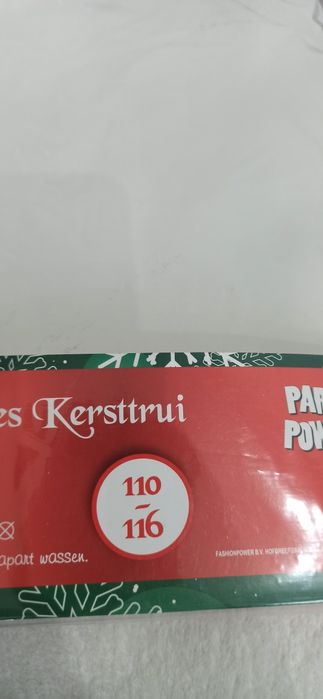 es Kersttrui
110
-
116
apart wassen.
PAR
POW
FASHIONPOWER B.V.